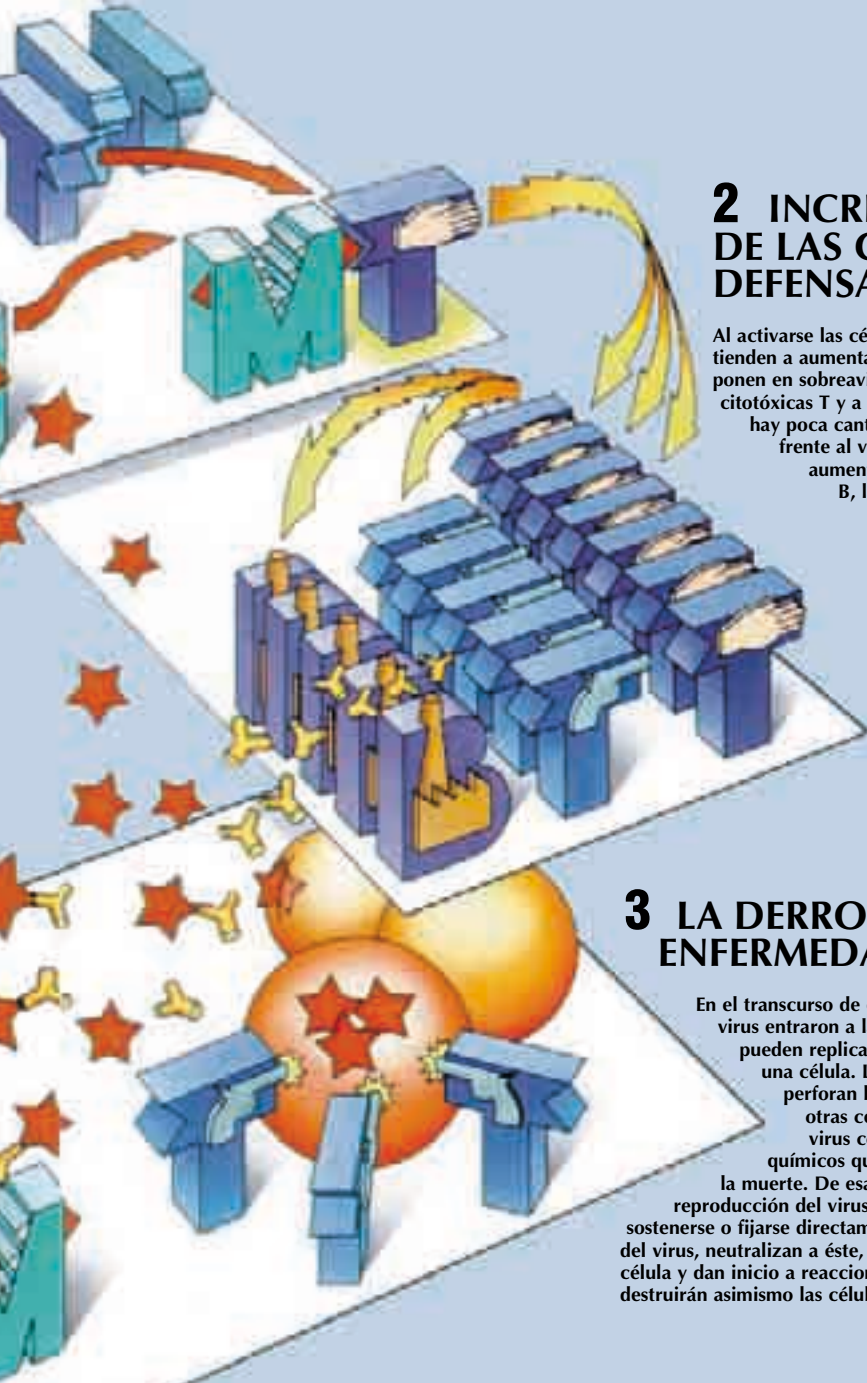 2 INCR
DE LAS
DEFENSA
Al activarse las cé
tienden a aumenta
ponen en sobreav
citotóxicas T y a
hay poca cant
frente al v
aumen
B, l
T
M T
B T T
3 LA DERRO
ENFERMEDA
En el transcurso de
virus entraron a l
pueden replica
una célula. L
perforan l
otras c
virus c
químicos qu
la muerte. De esa
reproducción del virus
sostenerse o fijarse directam
del virus, neutralizan a éste,
célula y dan inicio a reaccion
destruirán asimismo las célul